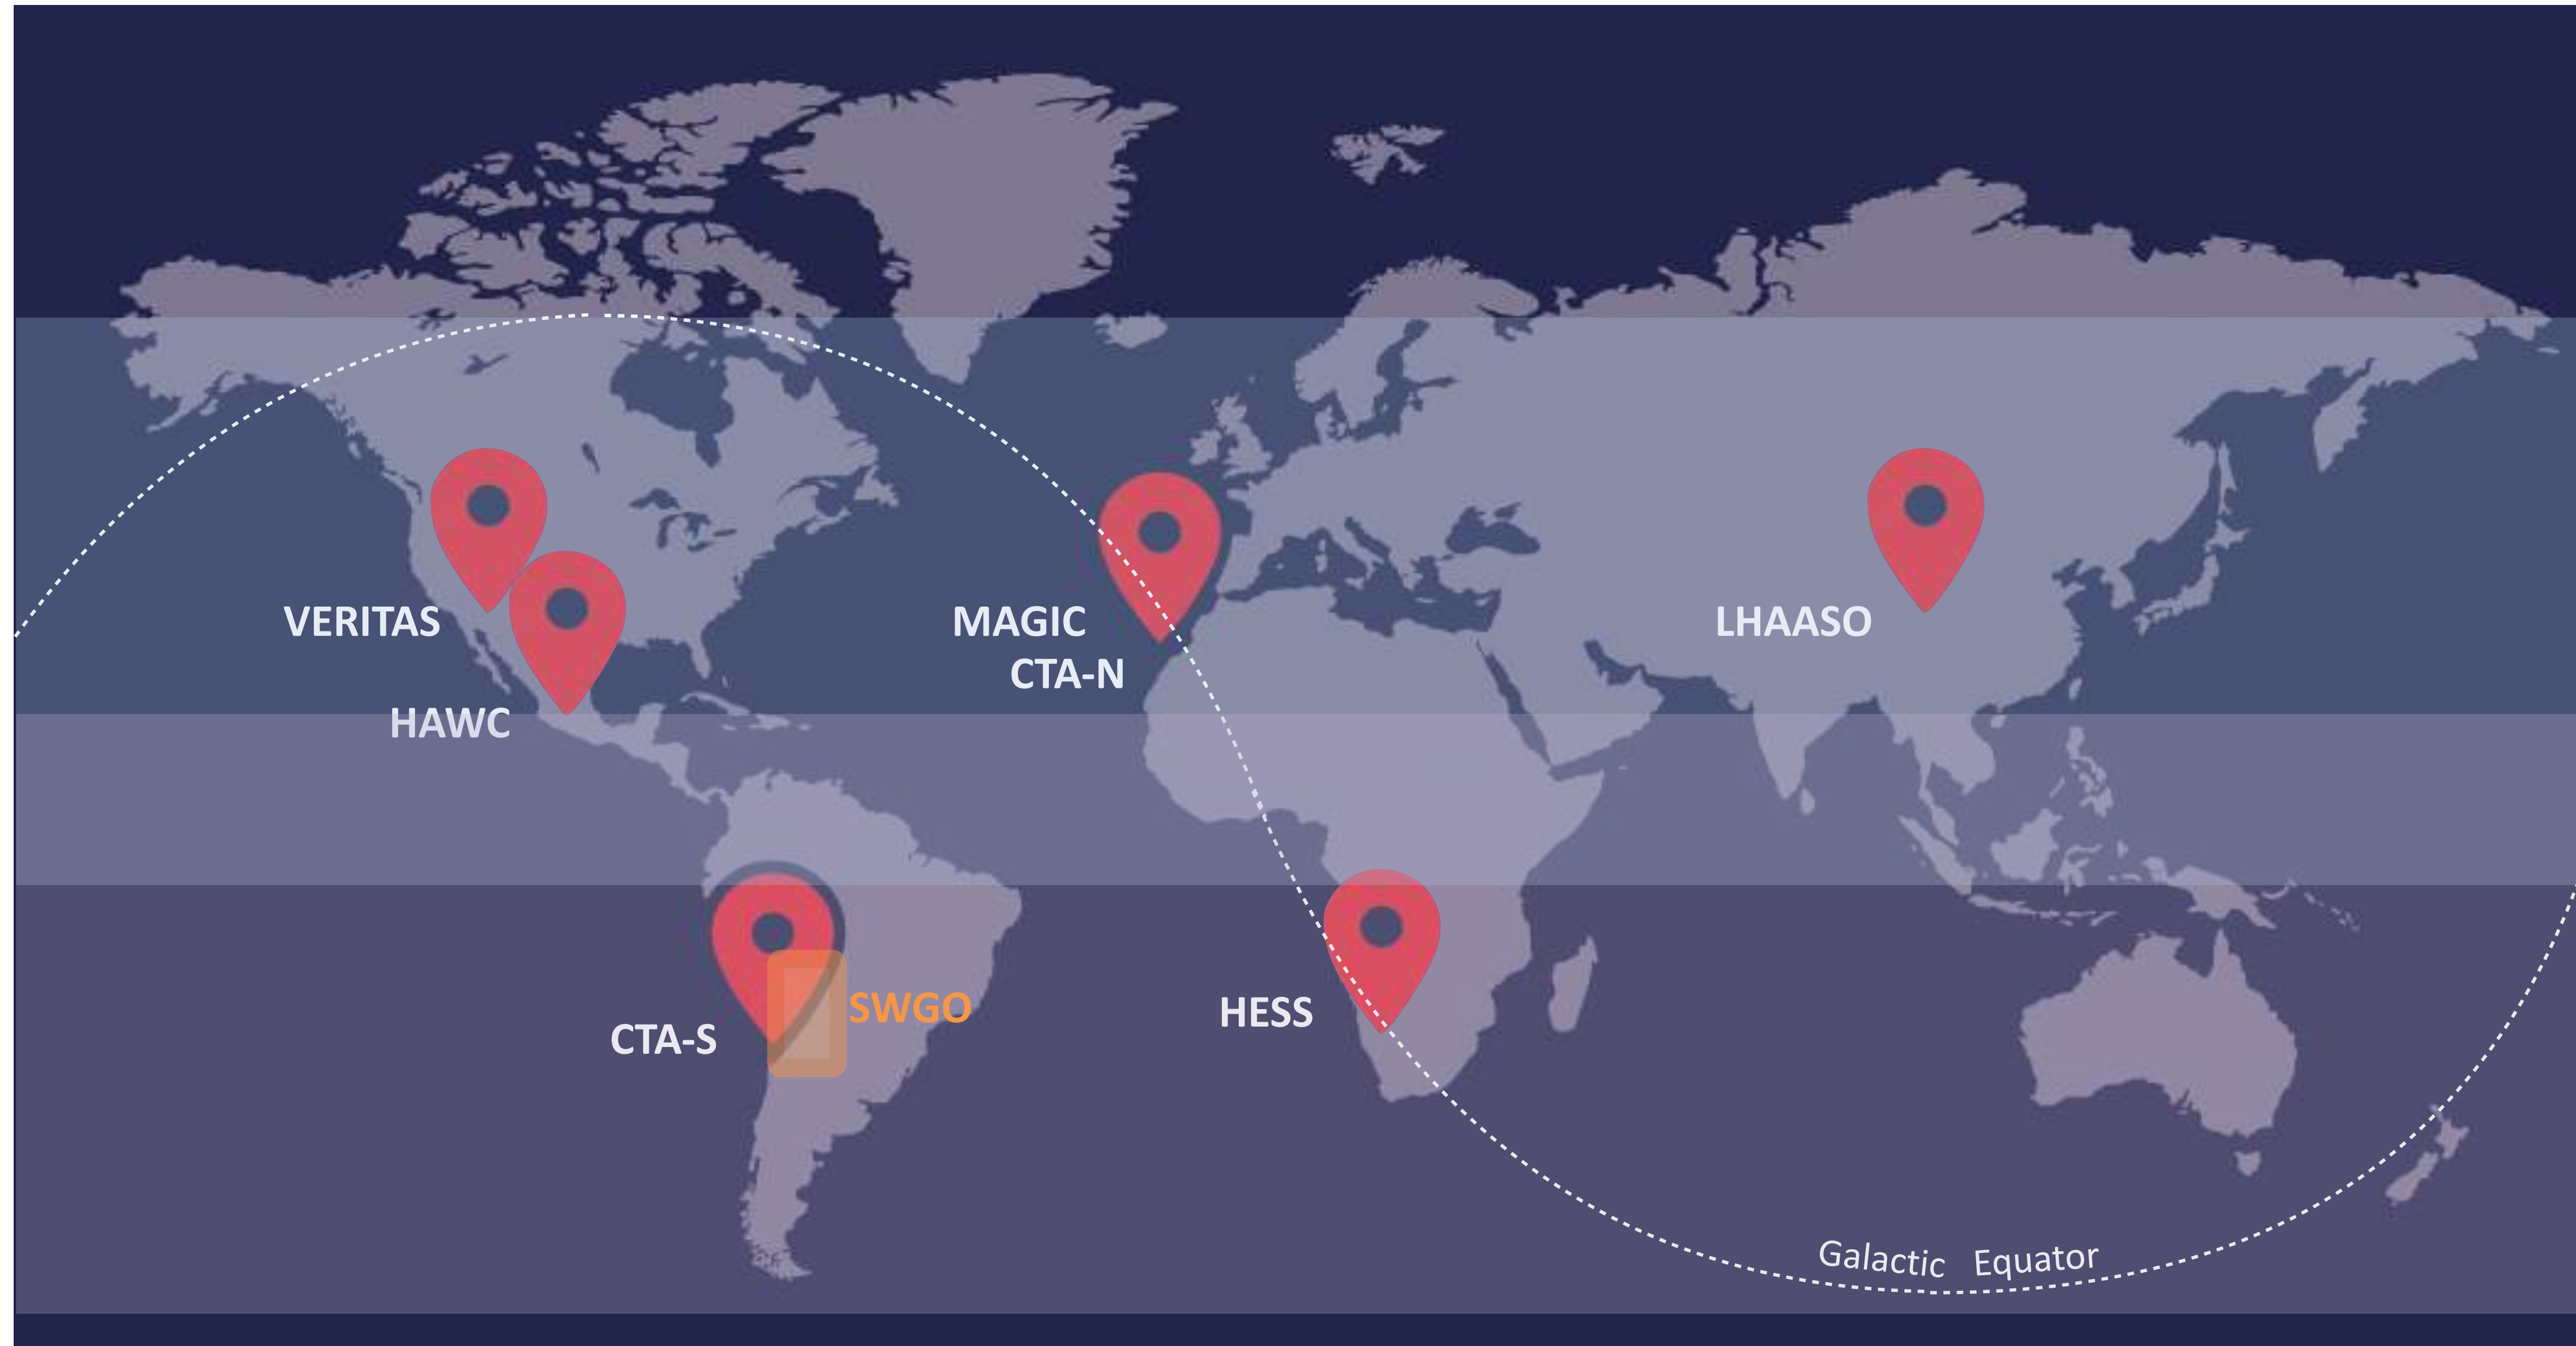 VERITAS
MAGIC
LHAASO
CTA-N
HAWC
SWGO
HESS
CTA-S
Galactic Equator